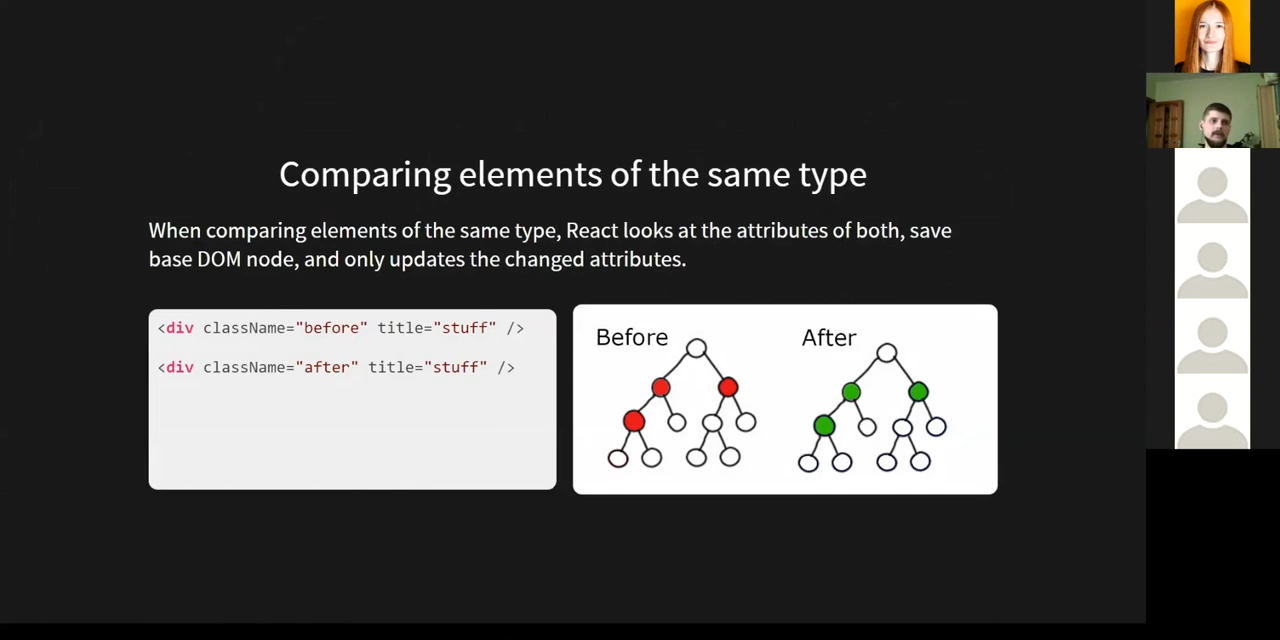 Comparing elements of the same type
When comparing elements of the same type, React looks at the attributes of both, save
base DOM node, and only updates the changed attributes.
<div className="before" title="stuff" />
<div className="after" title="stuff" />
Before
After